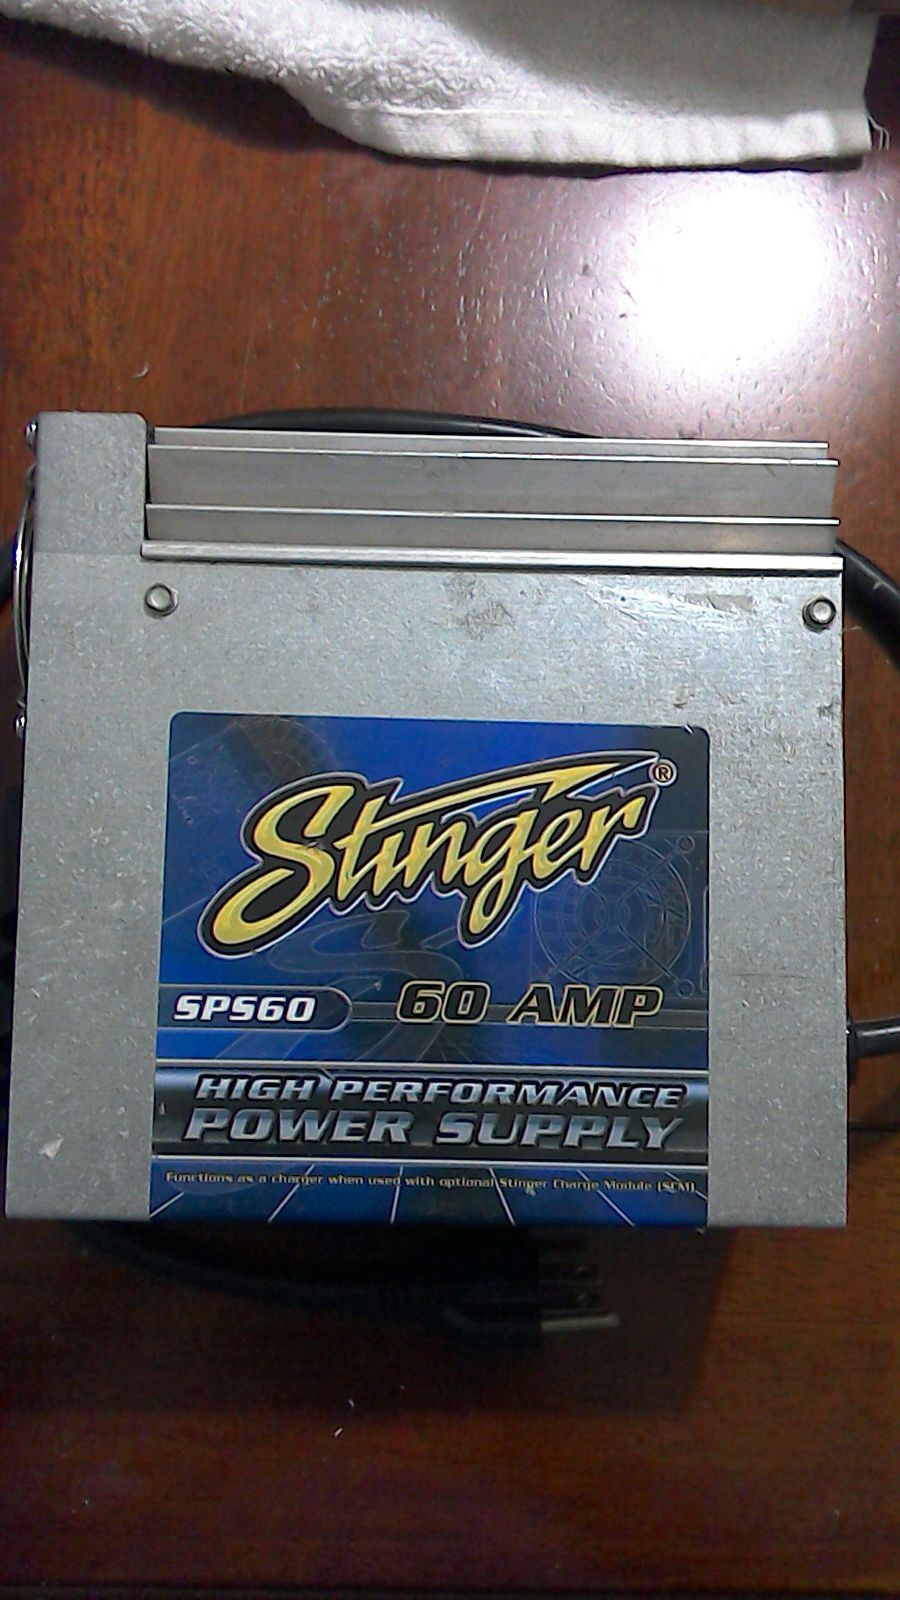 Stinger®
SPS60 60 AMP
HIGH PERFORMANCE
POWER SUPPLY
Functions as a charger when used with optional Stinger Charge Module (SCM)